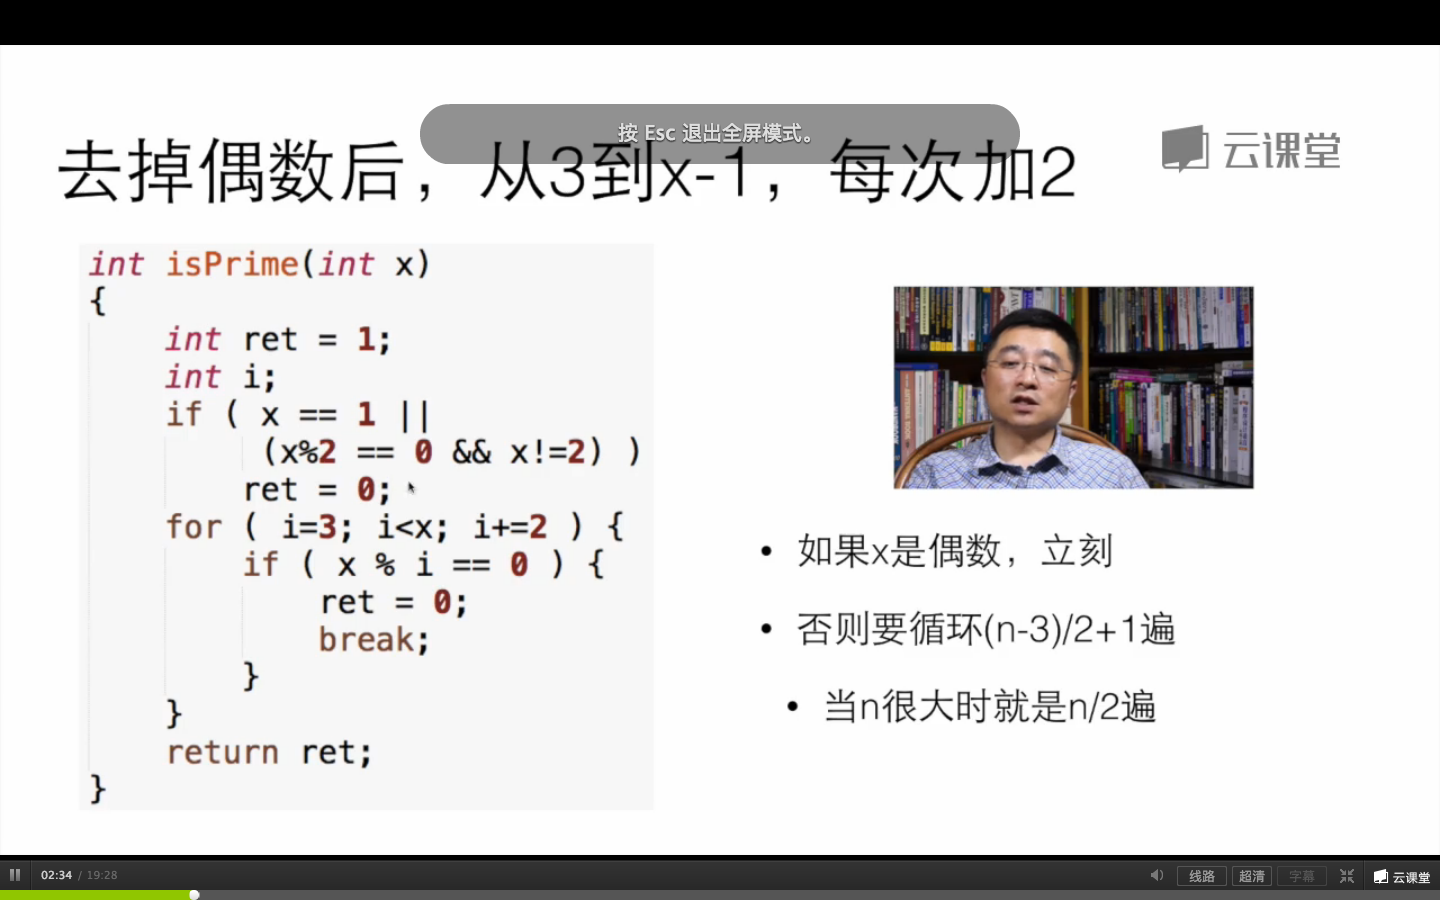 按 Esc 退出全屏模式。
去掉偶数后，从3到x-1，每次加2
云课堂
int isPrime(int x)
{
int ret = 1;
int i;
if ( x == 1 ||
(x%2 == 0 && x!=2) )
ret = 0;
for ( i=3; i<x; i+=2 ) {
if ( x % i == 0 ) {
ret = 0;
break;
}
}
return ret;
}
• 如果x是偶数，立刻
• 否则要循环(n-3)/2+1遍
• 当n很大时就是n/2遍
02:34 / 19:28
线路 超清 字幕 云课堂